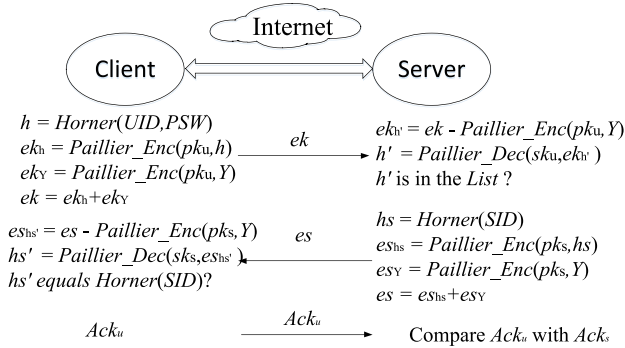 Internet
Client
Server
h = Horner(UID,PSW)
ekh = Paillier_Enc(pku,h)
ekY = Paillier_Enc(pku,Y)
ek = ekh+ekY
ek
ekh' = ek - Paillier_Enc(pku,Y)
h' = Paillier_Dec(sku,ekh' )
h' is in the List ?
eshs' = es - Paillier_Enc(pks,Y)
hs' = Paillier_Dec(sks,eshs' )
hs' equals Horner(SID)?
es
hs = Horner(SID)
eshs = Paillier_Enc(pks,hs)
esY = Paillier_Enc(pks,Y)
es = eshs+esY
Acku
Acku
Compare Acku with Acks